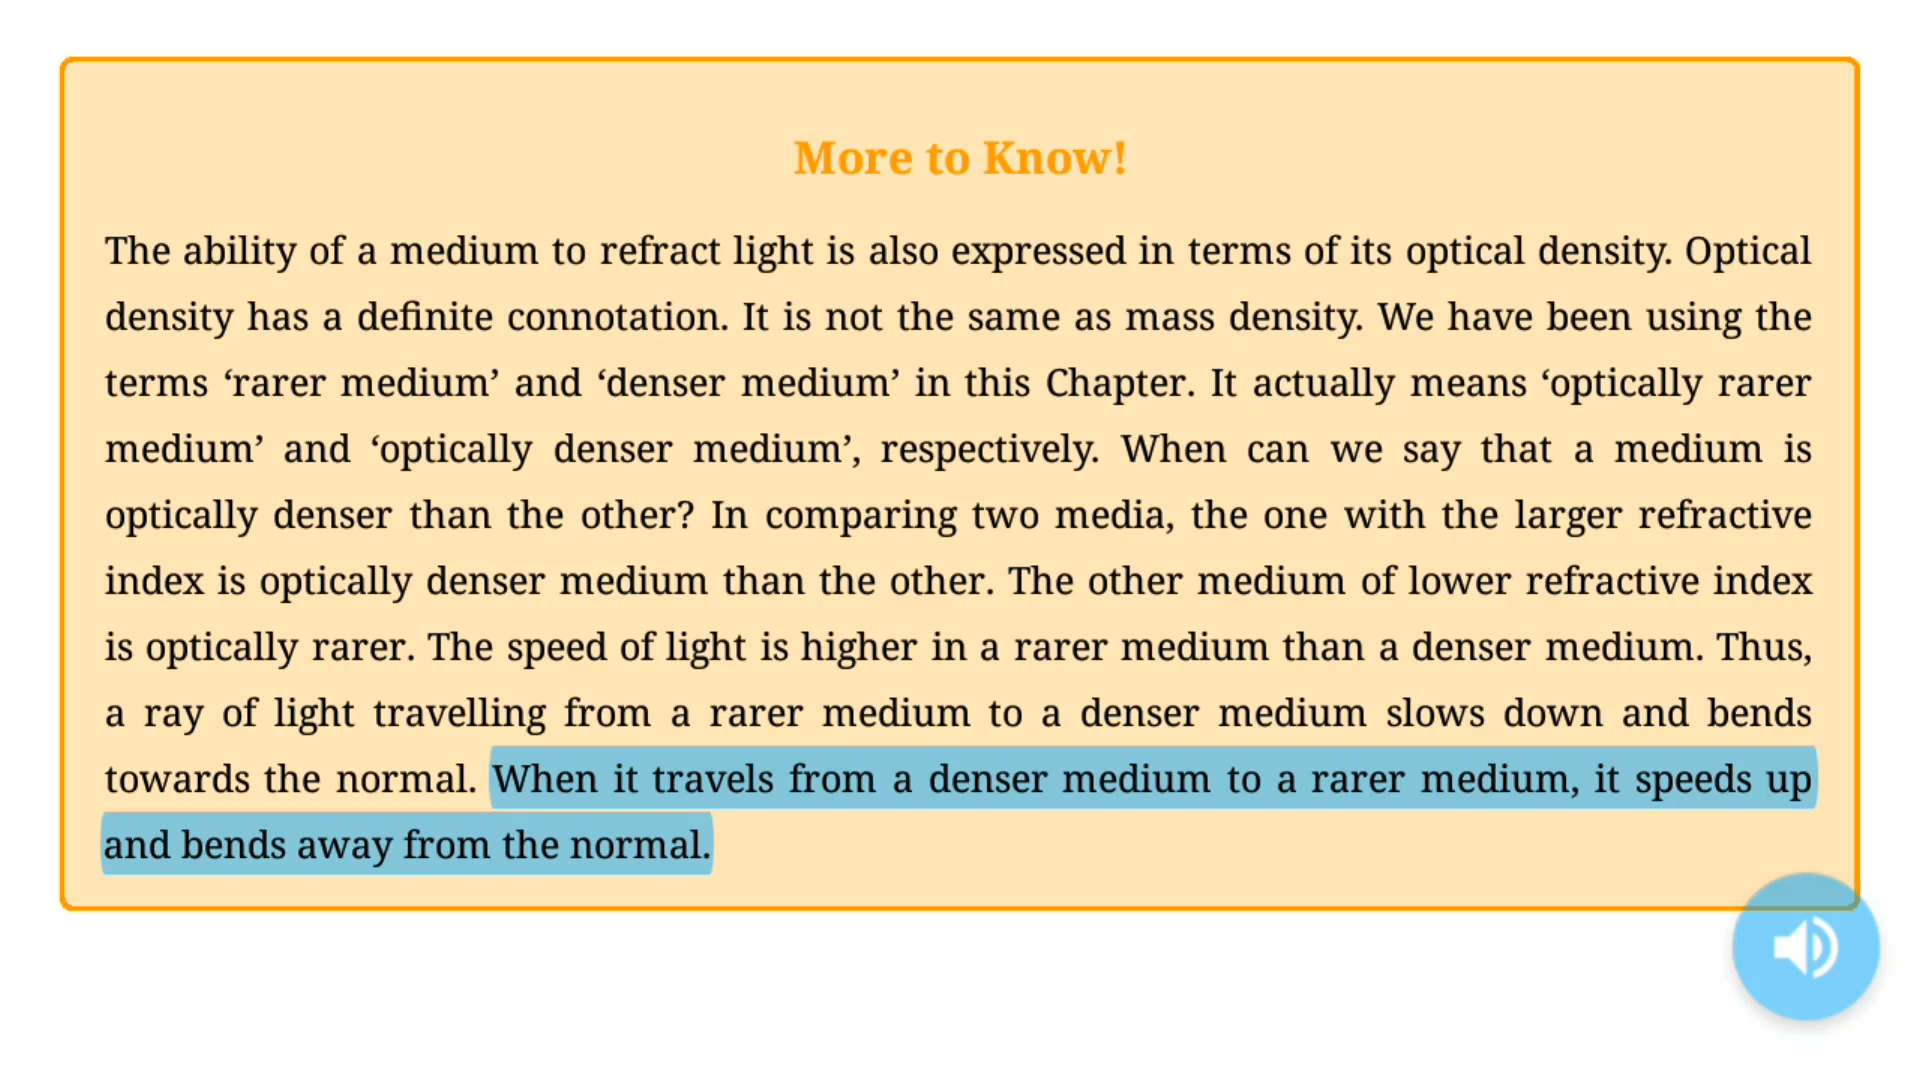 More to Know!
The ability of a medium to refract light is also expressed in terms of its optical density. Optical
density has a definite connotation. It is not the same as mass density. We have been using the
terms ‘rarer medium’ and ‘denser medium’ in this Chapter. It actually means ‘optically rarer
medium’ and ‘optically denser medium’, respectively. When can we say that a medium is
optically denser than the other? In comparing two media, the one with the larger refractive
index is optically denser medium than the other. The other medium of lower refractive index
is optically rarer. The speed of light is higher in a rarer medium than a denser medium. Thus,
a ray of light travelling from a rarer medium to a denser medium slows down and bends
towards the normal. When it travels from a denser medium to a rarer medium, it speeds up
and bends away from the normal.